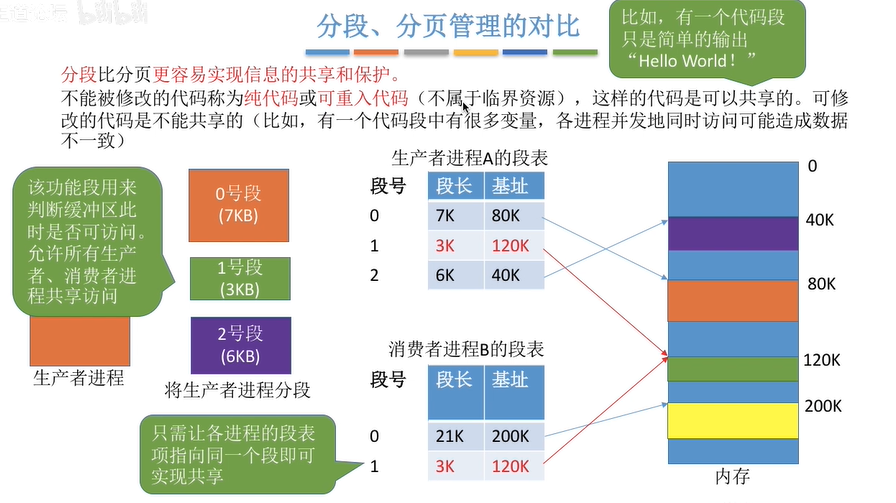 bilibili
分段、分页管理的对比
比如，有一个代码段
只是简单的输出
“Hello World！”
分段比分页更容易实现信息的共享和保护。
不能被修改的代码称为纯代码或可重入代码（不属于临界资源），这样的代码是可以共享的。可修
改的代码是不能共享的（比如，有一个代码段中有很多变量，各进程并发地同时访问可能造成数据
不一致）
该功能段用来
判断缓冲区此
时是否可访问。
允许所有生产
者、消费者进
程共享访问
生产者进程
0号段
(7KB)
1号段
(3KB)
2号段
(6KB)
将生产者进程分段
生产者进程A的段表
段号 段长 基址
0 7K 80K
1 3K 120K
2 6K 40K
消费者进程B的段表
段号 段长 基址
0 21K 200K
1 3K 120K
只需让各进程的段表
项指向同一个段即可
实现共享
0
40K
80K
120K
200K
内存